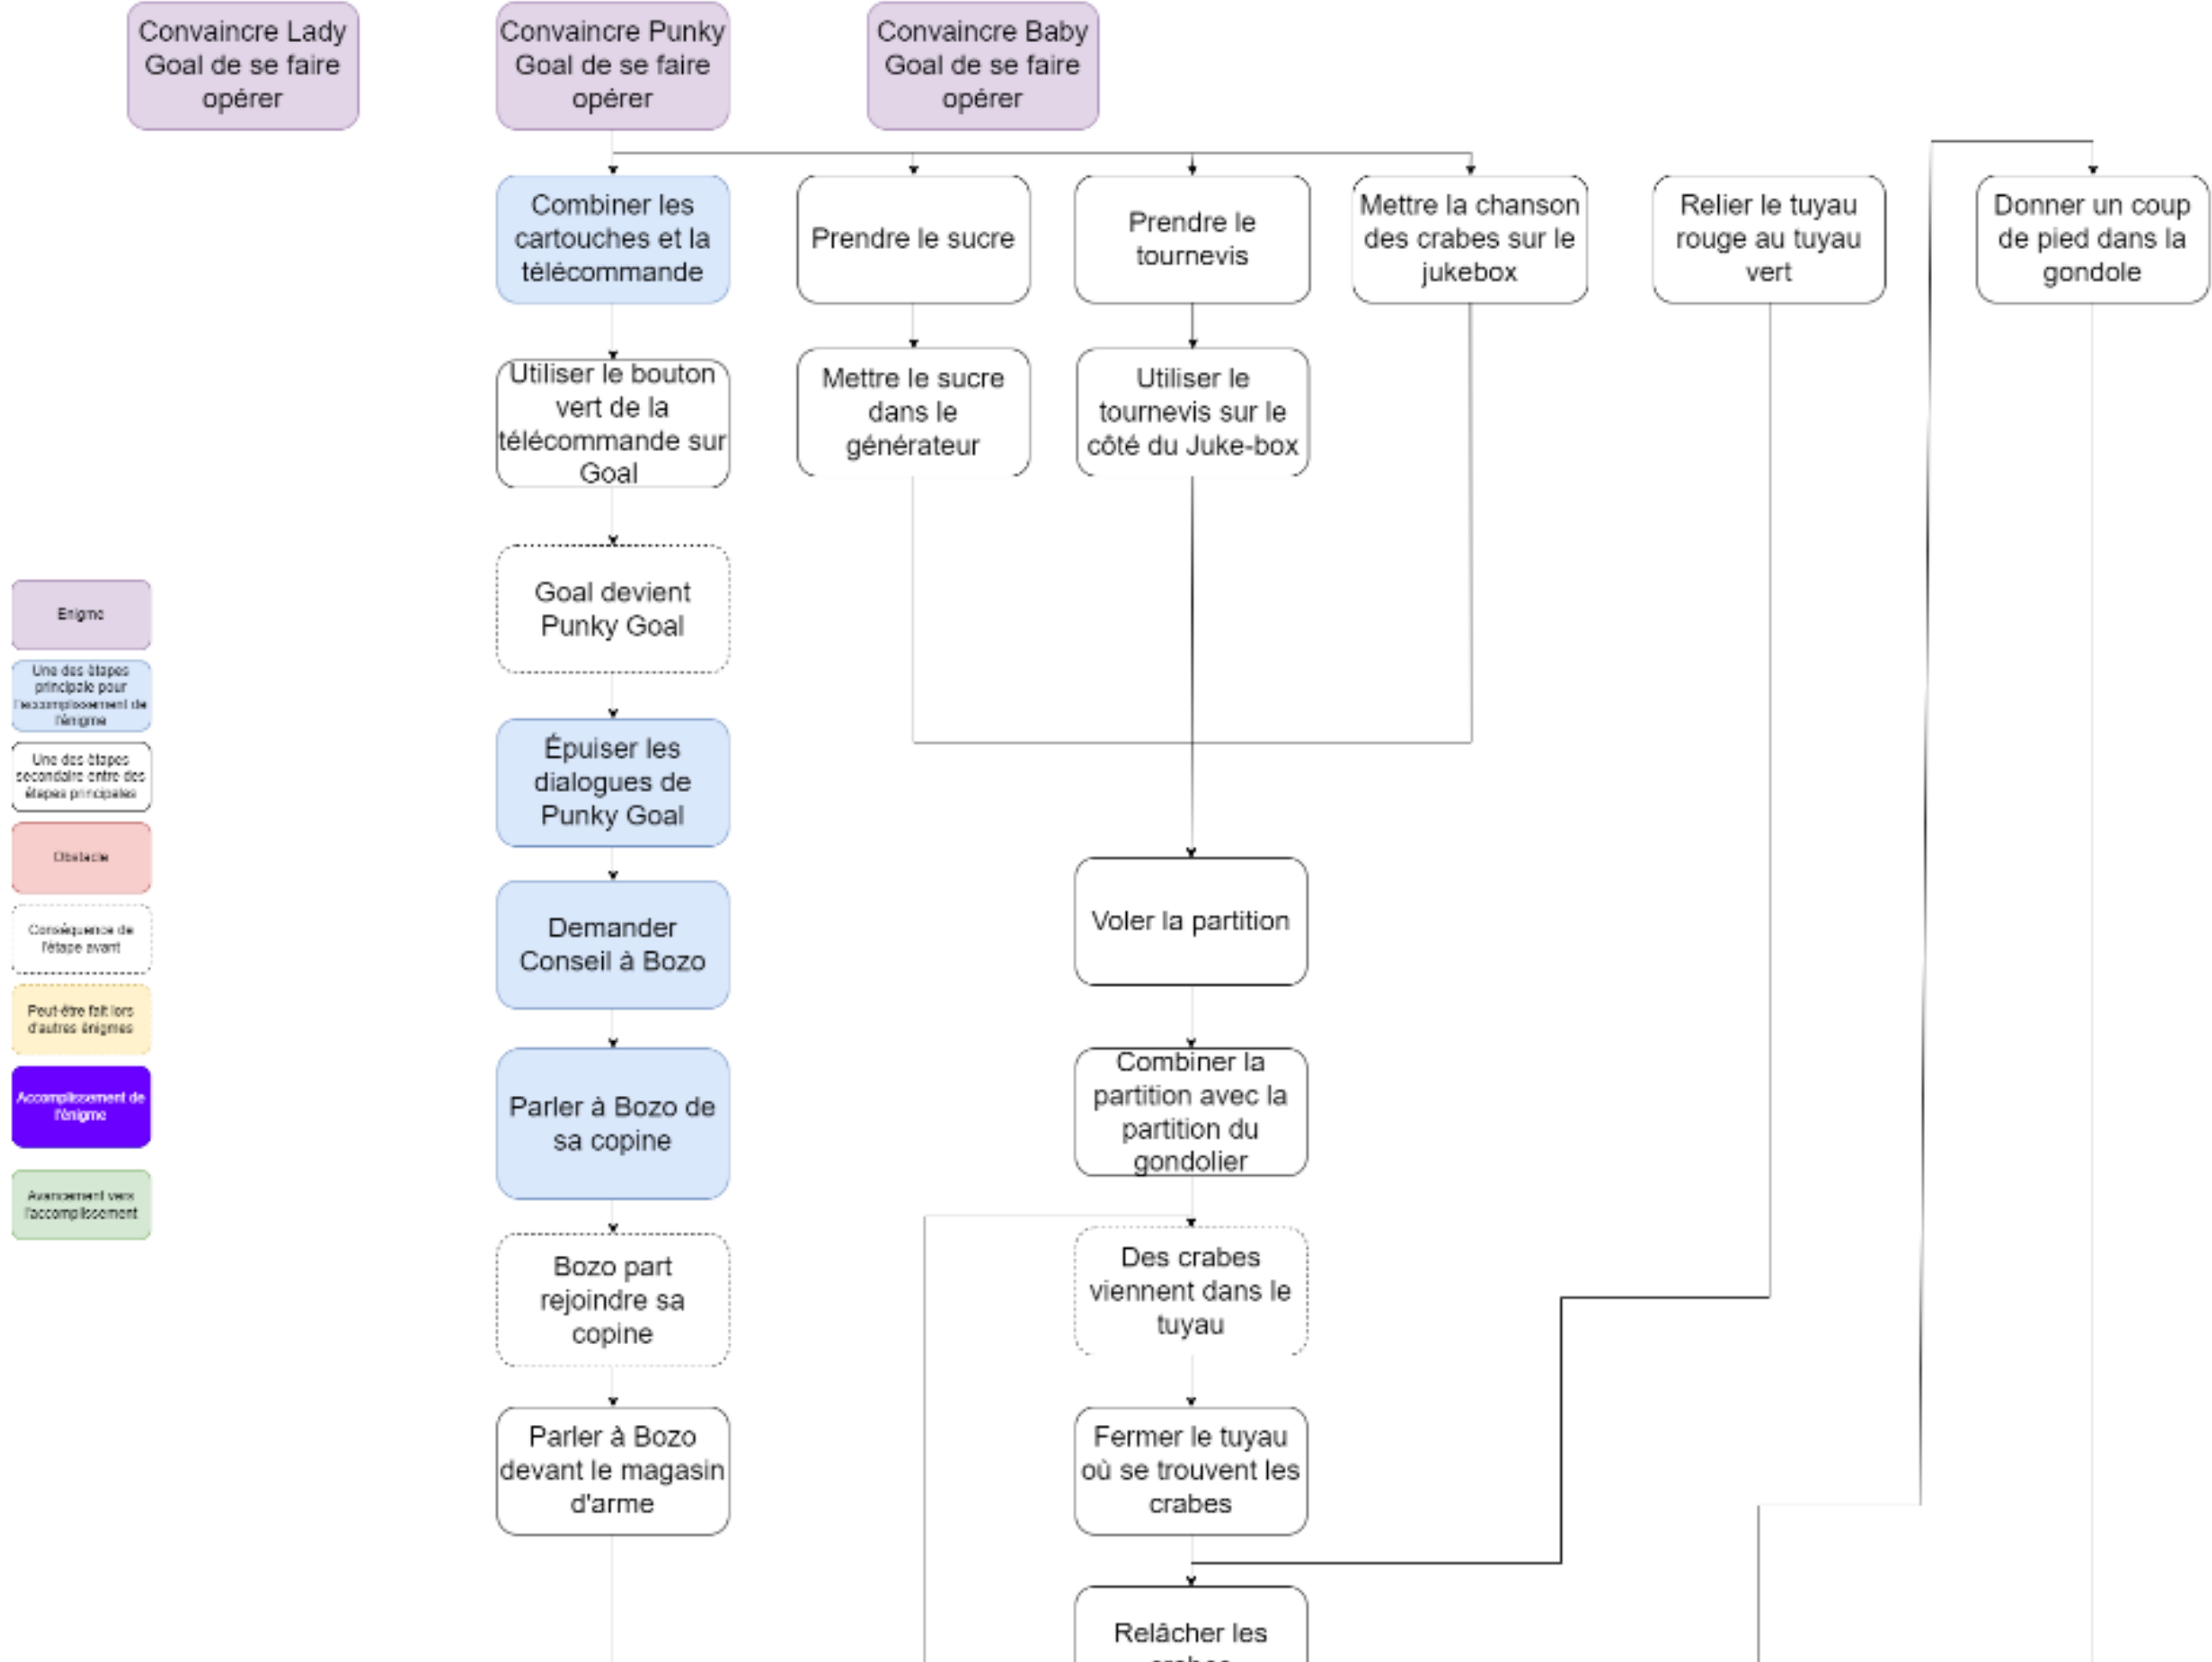 Convaincre Lady
Goal de se faire
opérer
Convaincre Punky
Goal de se faire
opérer
Convaincre Baby
Goal de se faire
opérer
Combiner les
cartouches et la
télécommande
Prendre le sucre
Prendre le
tournevis
Mettre la chanson
des crabes sur le
jukebox
Relier le tuyau
rouge au tuyau
vert
Donner un coup
de pied dans la
gondole
Utiliser le bouton
vert de la
télécommande sur
Goal
Mettre le sucre
dans le
générateur
Utiliser le
tournevis sur le
côté du Juke-box
Goal devient
Punky Goal
Enigme
Une des étapes
principale pour
l'accomplissement de
l'énigme
Une des étapes
secondaire entre des
étapes principales
Obstacle
Conséquence de
l'étape avant
Peut-être fait lors
d'autres énigmes
Accomplissement de
l'énigme
Avancement vers
l'accomplissement
Épuiser les
dialogues de
Punky Goal
Demander
Conseil à Bozo
Voler la partition
Parler à Bozo de
sa copine
Combiner la
partition avec la
partition du
gondolier
Bozo part
rejoindre sa
copine
Des crabes
viennent dans le
tuyau
Parler à Bozo
devant le magasin
d'arme
Fermer le tuyau
où se trouvent les
crabes
Relâcher les